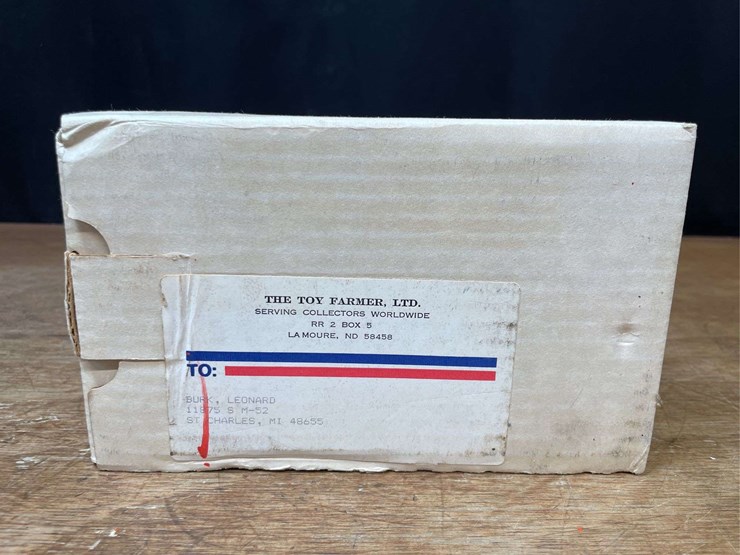 THE TOY FARMER, LTD.
SERVING COLLECTORS WORLDWIDE
RR 2 BOX 5
LA MOURE, ND 58458
TO:
BURK, LEONARD
11875 S M-52
ST CHARLES, MI 48655